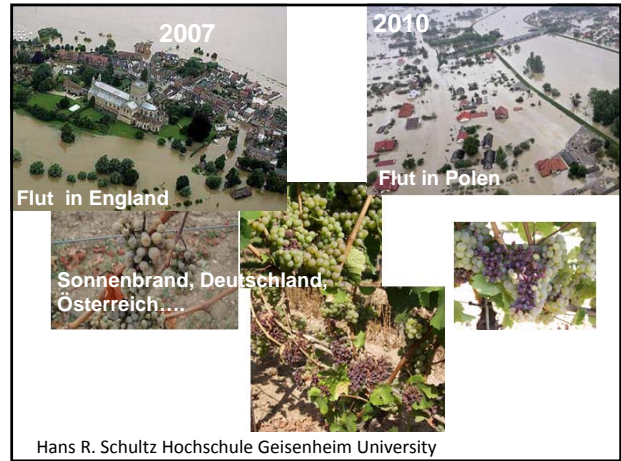 2007
2010
Flut in England
Flut in Polen
Sonnenbrand, Deutschland,
Österreich….
Hans R. Schultz Hochschule Geisenheim University